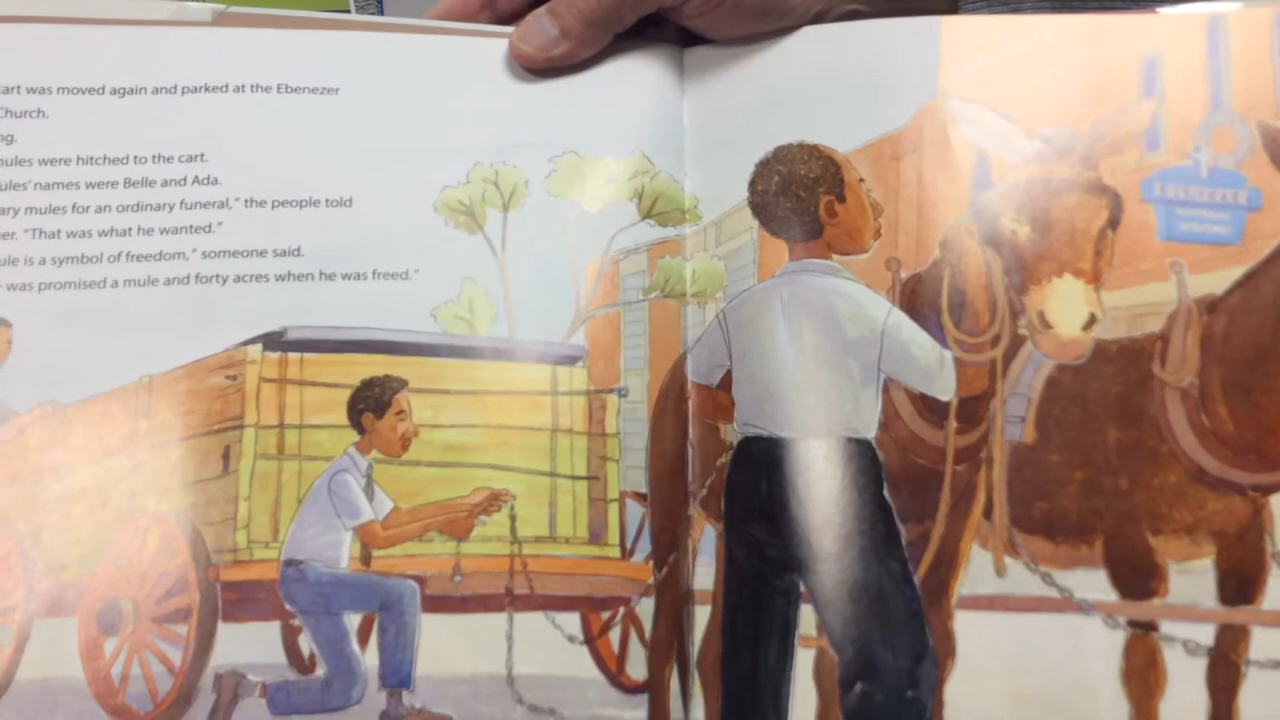 cart was moved again and parked at the Ebenezer
Church.
ng.
mules were hitched to the cart.
ules' names were Belle and Ada.
ary mules for an ordinary funeral," the people told
er. "That was what he wanted."
ule is a symbol of freedom," someone said.
was promised a mule and forty acres when he was freed."
EBENEZER